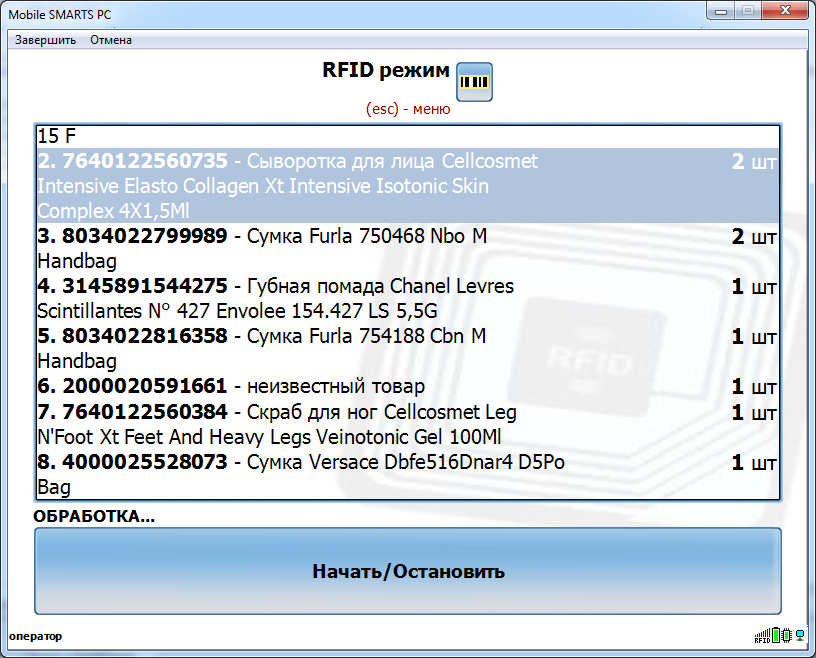 Mobile SMARTS PC
Завершить Отмена
RFID режим
(esc) - меню
15 F
2. 7640122560735 - Сыворотка для лица Cellcosmet 2 шт
Intensive Elasto Collagen Xt Intensive Isotonic Skin
Complex 4X1,5Ml
3. 8034022799989 - Сумка Furla 750468 Nbo M 2 шт
Handbag
4. 3145891544275 - Губная помада Chanel Levres 1 шт
Scintillantes N° 427 Envolee 154.427 LS 5,5G
5. 8034022816358 - Сумка Furla 754188 Cbn M 1 шт
Handbag
6. 2000020591661 - неизвестный товар 1 шт
7. 7640122560384 - Скраб для ног Cellcosmet Leg 1 шт
N'Foot Xt Feet And Heavy Legs Veinotonic Gel 100Ml
8. 4000025528073 - Сумка Versace Dbfe516Dnar4 D5Po 1 шт
Bag
RFID
ОБРАБОТКА...
Начать/Остановить
оператор
RFID